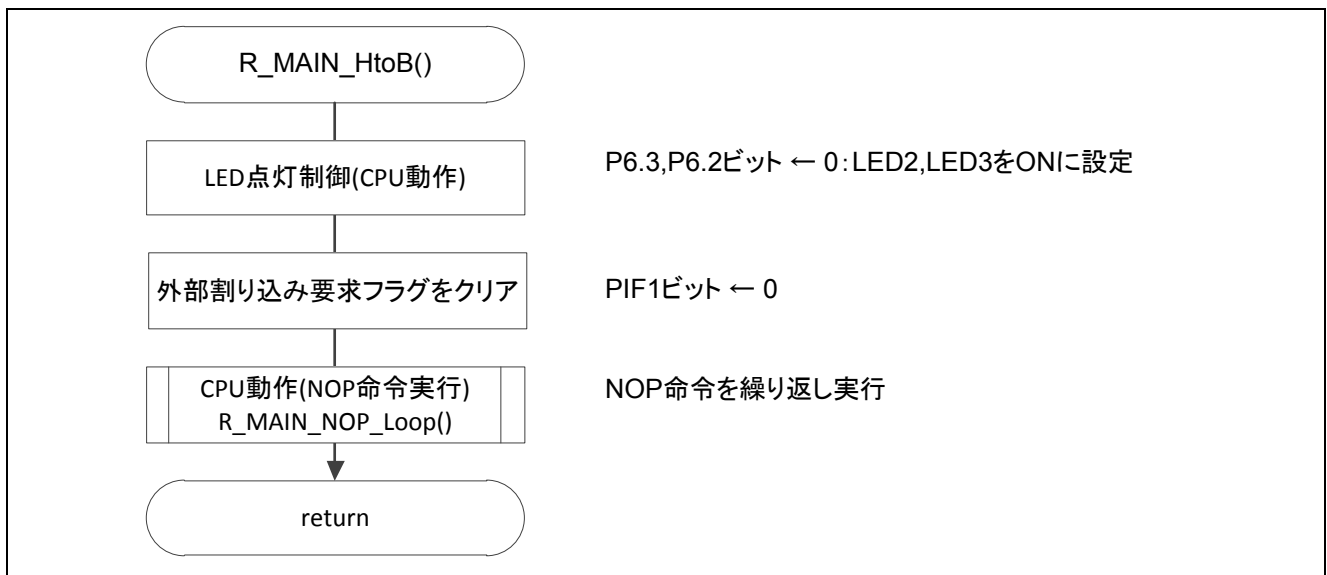 R_MAIN_HtoB()
LED点灯制御(CPU動作)
P6.3,P6.2ビット ← 0:LED2,LED3をONに設定
外部割り込み要求フラグをクリア
PIF1ビット ← 0
CPU動作(NOP命令実行)
R_MAIN_NOP_Loop()
NOP命令を繰り返し実行
return